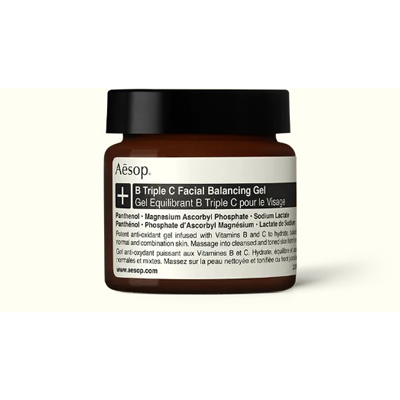 Aēsop.
+ B Triple C Facial Balancing Gel
Gel Équilibrant B Triple C pour le Visage
Panthenol · Magnesium Ascorbyl Phosphate · Sodium Lactate
Panthénol · Phosphate d'Ascorbyl Magnésium · Lactate de Sodium
Potent anti-oxidant gel infused with Vitamins B and C to hydrate,
normal and combination skin. Massage into cleansed and toned skin
Gel anti-oxydant puissant aux Vitamines B et C. Hydrate, équilibre
normales et mixtes. Massez sur la peau nettoyée et tonifiée
www.aesop.com